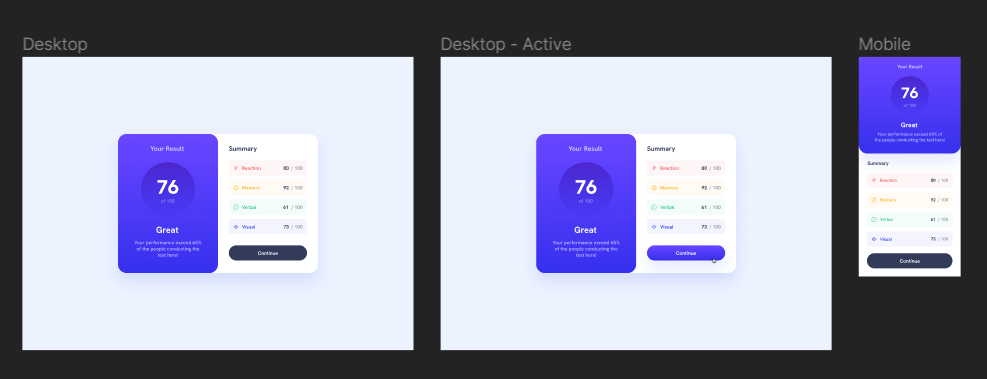 Desktop
Your Result
76
of 100
Great
Your performance exceed 65%
of the people conducting the
test here!
Summary
Reaction 80 / 100
Memory 92 / 100
Verbal 61 / 100
Visual 73 / 100
Continue
Desktop - Active
Your Result
76
of 100
Great
Your performance exceed 65%
of the people conducting the
test here!
Summary
Reaction 80 / 100
Memory 92 / 100
Verbal 61 / 100
Visual 73 / 100
Continue
Mobile
Your Result
76
of 100
Great
Your performance exceed 65% of
the people conducting the test here!
Summary
Reaction 80 / 100
Memory 92 / 100
Verbal 61 / 100
Visual 73 / 100
Continue